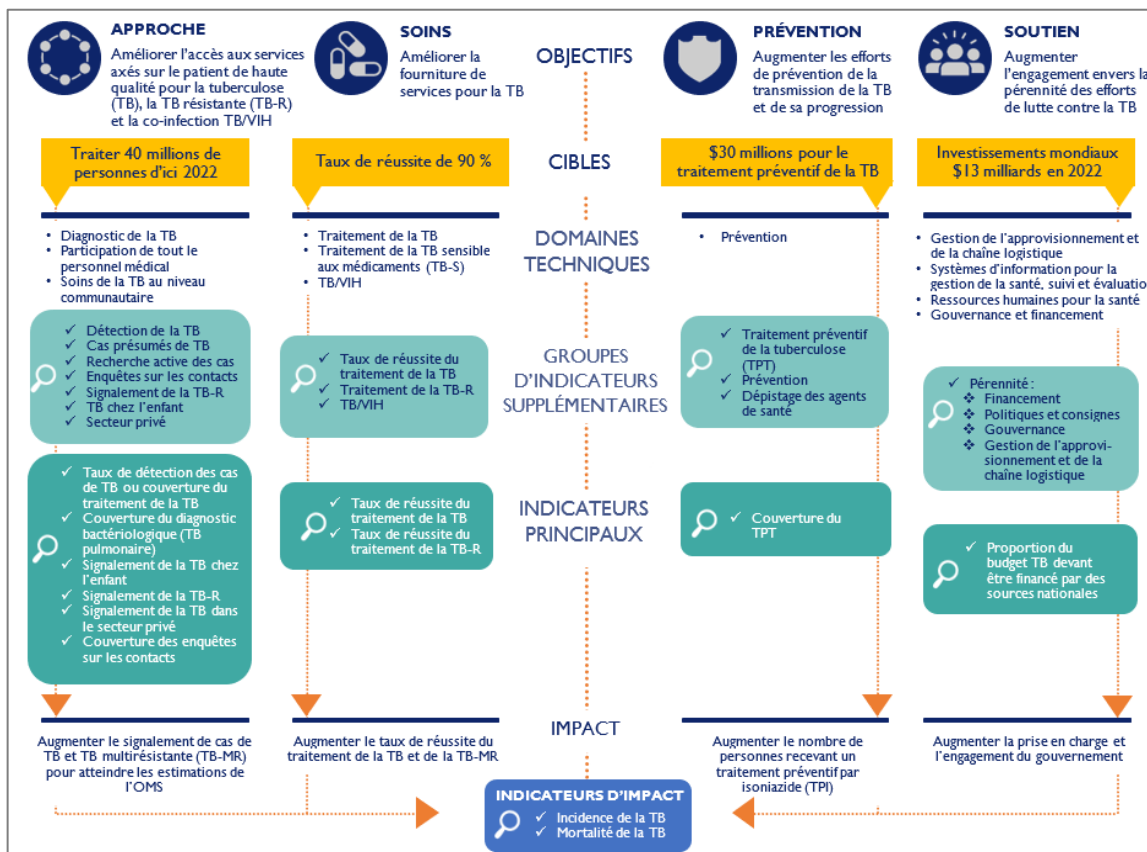 APPROCHE
Améliorer l'accès aux services
axés sur le patient de haute
qualité pour la tuberculose
(TB), la TB résistante (TB-R)
et la co-infection TB/VIH
SOINS
Améliorer la
fourniture de
services pour la TB
OBJECTIFS
PRÉVENTION
Augmenter les efforts
de prévention de la
transmission de la TB
et de sa progression
SOUTIEN
Augmenter
l'engagement envers la
pérennité des efforts
de lutte contre la TB
Traiter 40 millions de
personnes d'ici 2022
Taux de réussite de 90 %
CIBLES
$30 millions pour le
traitement préventif de la TB
Investissements mondiaux
$13 milliards en 2022
• Diagnostic de la TB
• Participation de tout le
personnel médical
• Soins de la TB au niveau
communautaire
• Traitement de la TB
• Traitement de la TB sensible
aux médicaments (TB-S)
• TB/VIH
DOMAINES
TECHNIQUES
• Prévention
• Gestion de l'approvisionnement et
de la chaîne logistique
• Systèmes d'information pour la
gestion de la santé, suivi et évaluatio
• Ressources humaines pour la santé
• Gouvernance et financement
✓ Détection de la TB
✓ Cas présumés de TB
✓ Recherche active des cas
✓ Enquêtes sur les contacts
✓ Signalement de la TB-R
✓ TB chez l'enfant
✓ Secteur privé
✓ Taux de réussite du
traitement de la TB
✓ Traitement de la TB-R
✓ TB/VIH
GROUPES
D'INDICATEURS
SUPPLÉMENTAIRES
✓ Traitement préventif
de la tuberculose
(TPT)
✓ Prévention
✓ Dépistage des agents
de santé
✓ Pérennité :
❖ Financement
❖ Politiques et consignes
❖ Gouvernance
❖ Gestion de l'approvi-
sionnement et de la
chaîne logistique
✓ Taux de détection des cas
de TB ou couverture du
traitement de la TB
✓ Couverture du diagnostic
bactériologique (TB
pulmonaire)
✓ Signalement de la TB chez
l'enfant
✓ Signalement de la TB-R
✓ Signalement de la TB dans
le secteur privé
✓ Couverture des enquêtes
sur les contacts
✓ Taux de réussite du
traitement de la TB
✓ Taux de réussite du
traitement de la TB-R
INDICATEURS
PRINCIPAUX
✓ Couverture du
TPT
✓ Proportion du
budget TB devant
être financé par des
sources nationales
Augmenter le signalement de cas de
TB et TB multirésistante (TB-MR)
pour atteindre les estimations de
l'OMS
Augmenter le taux de réussite du
traitement de la TB et de la TB-MR
IMPACT
Augmenter le nombre de
personnes recevant un
traitement préventif par
isoniazide (TPI)
Augmenter la prise en charge et
l'engagement du gouvernement
INDICATEURS D'IMPACT
✓ Incidence de la TB
✓ Mortalité de la TB